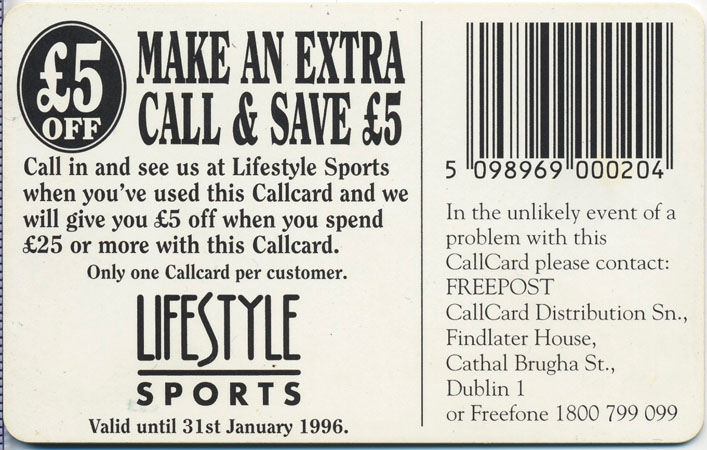 £5
OFF
MAKE AN EXTRA
CALL & SAVE £5
Call in and see us at Lifestyle Sports
when you've used this Callcard and we
will give you £5 off when you spend
£25 or more with this Callcard.
Only one Callcard per customer.
LIFESTYLE
SPORTS
Valid until 31st January 1996.
5 098969 000204
In the unlikely event of a
problem with this
CallCard please contact:
FREEPOST
CallCard Distribution Sn.,
Findlater House,
Cathal Brugha St.,
Dublin 1
or Freefone 1800 799 099